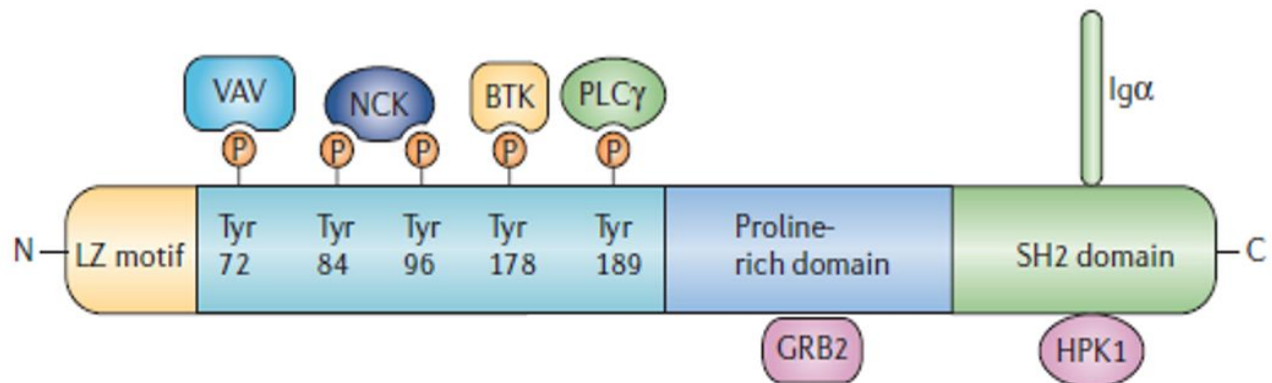 VAV
NCK
BTK
PLCγ
Igα
P
P
P
P
P
N
LZ motif
Tyr
72
Tyr
84
Tyr
96
Tyr
178
Tyr
189
Proline-
rich domain
SH2 domain
C
GRB2
HPK1